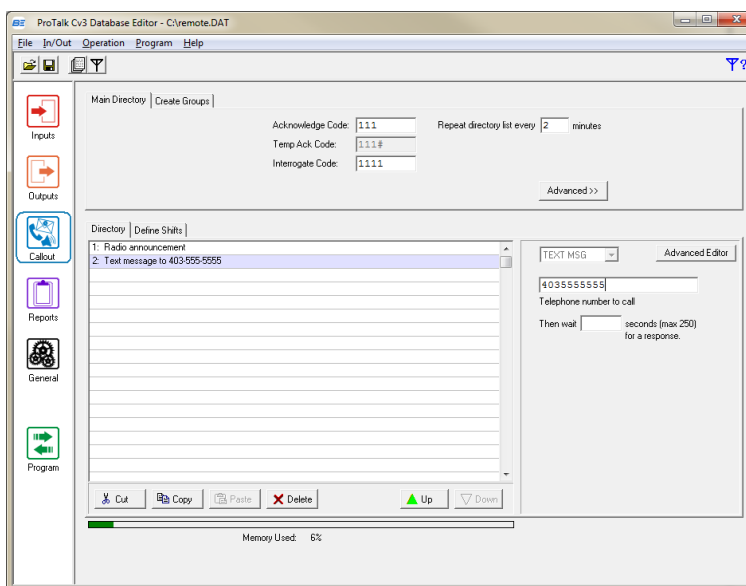 BE ProTalk Cv3 Database Editor - C:\remote.DAT
File In/Out Operation Program Help
Inputs
Outputs
Callout
Reports
General
Program
Main Directory Create Groups
Acknowledge Code: 111 Repeat directory list every 2 minutes
Temp Ack Code: 111#
Interrogate Code: 1111
Advanced >>
Directory Define Shifts
1: Radio announcement
2: Text message to 403-555-5555
TEXT MSG Advanced Editor
4035555555
Telephone number to call
Then wait seconds (max 250)
for a response.
Cut Copy Paste Delete Up Down
Memory Used: 6%